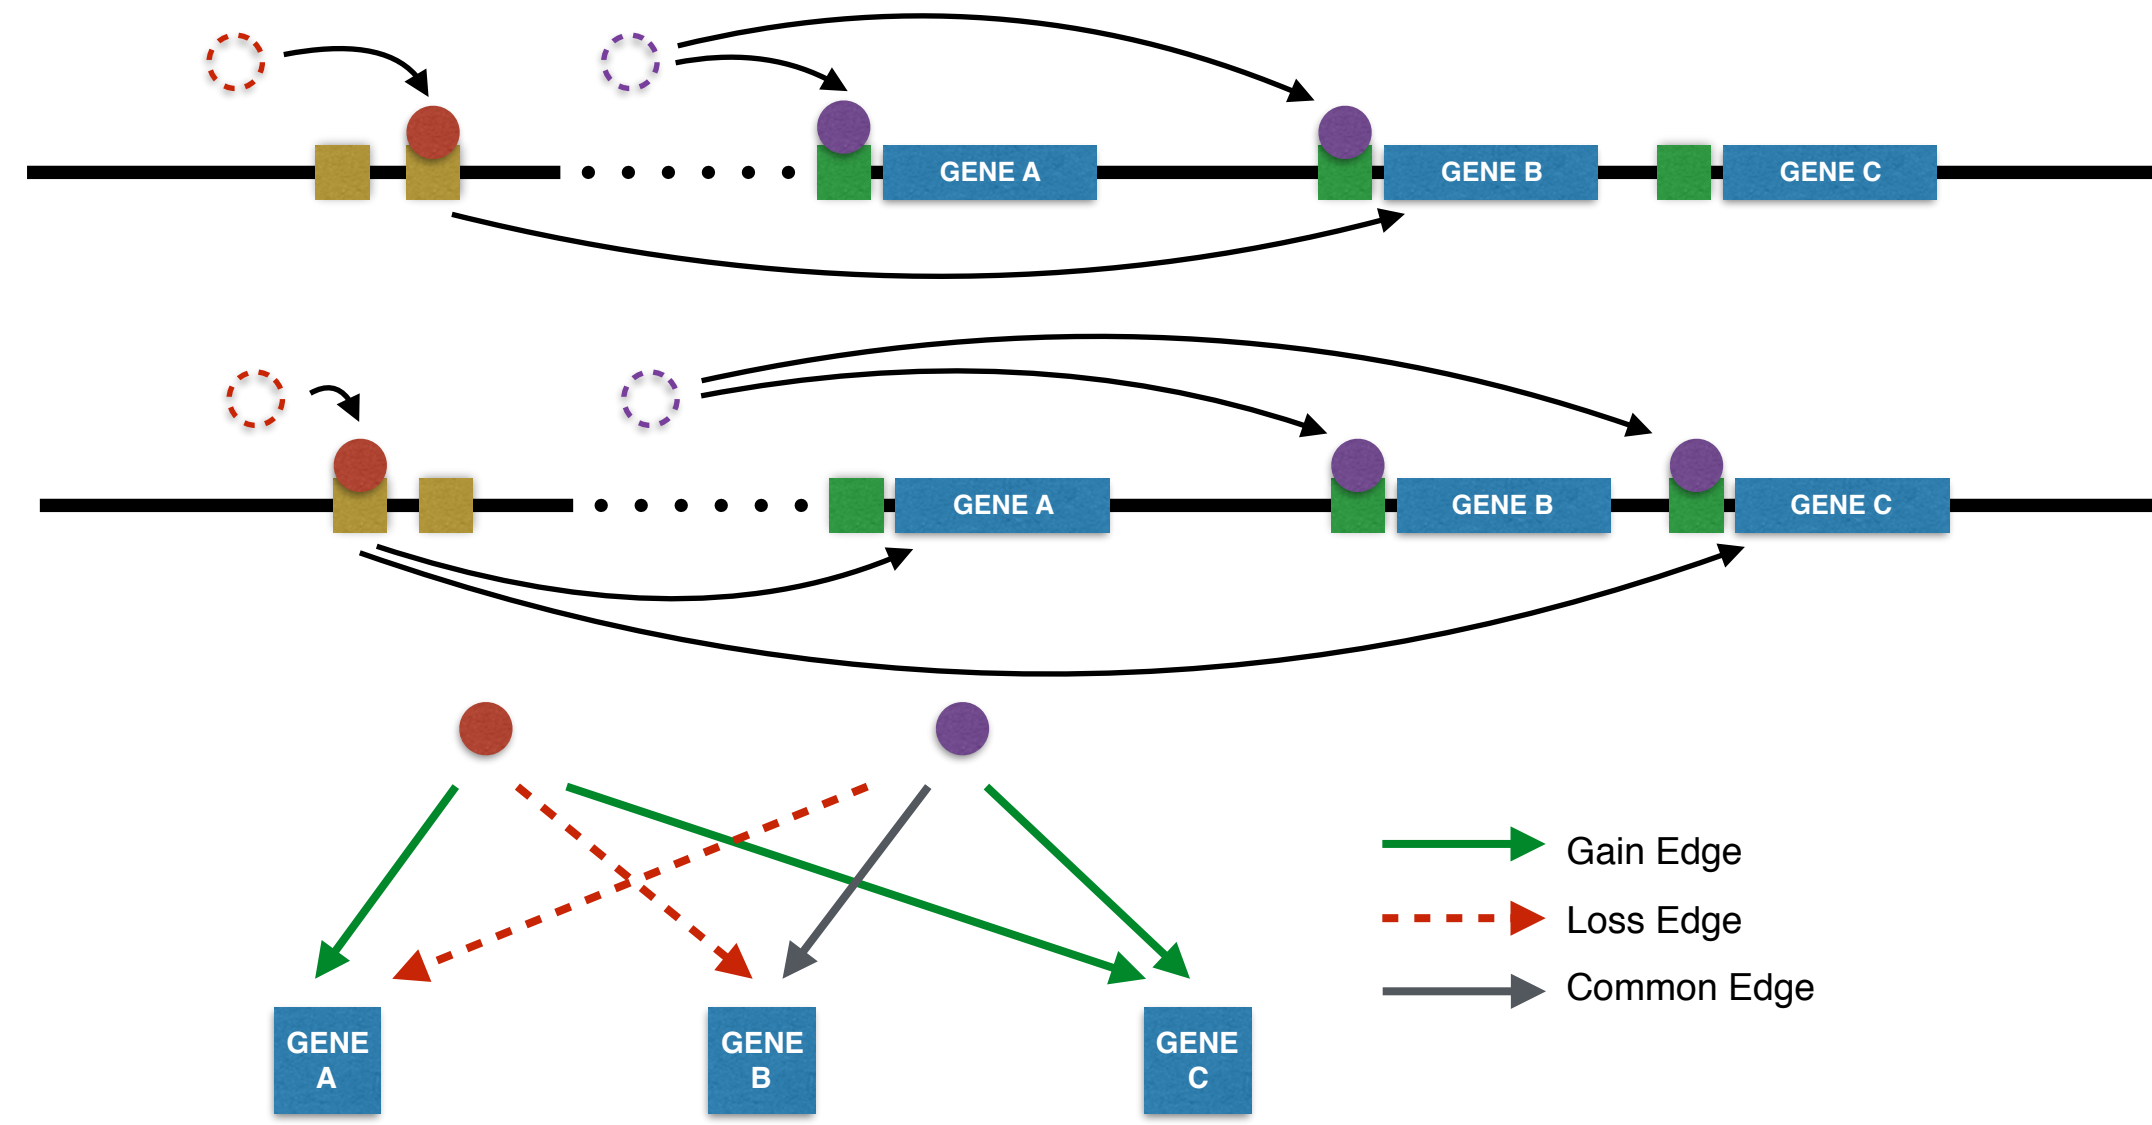 GENE A
GENE B
GENE C
GENE A
GENE B
GENE C
Gain Edge
Loss Edge
Common Edge
GENE
A
GENE
B
GENE
C